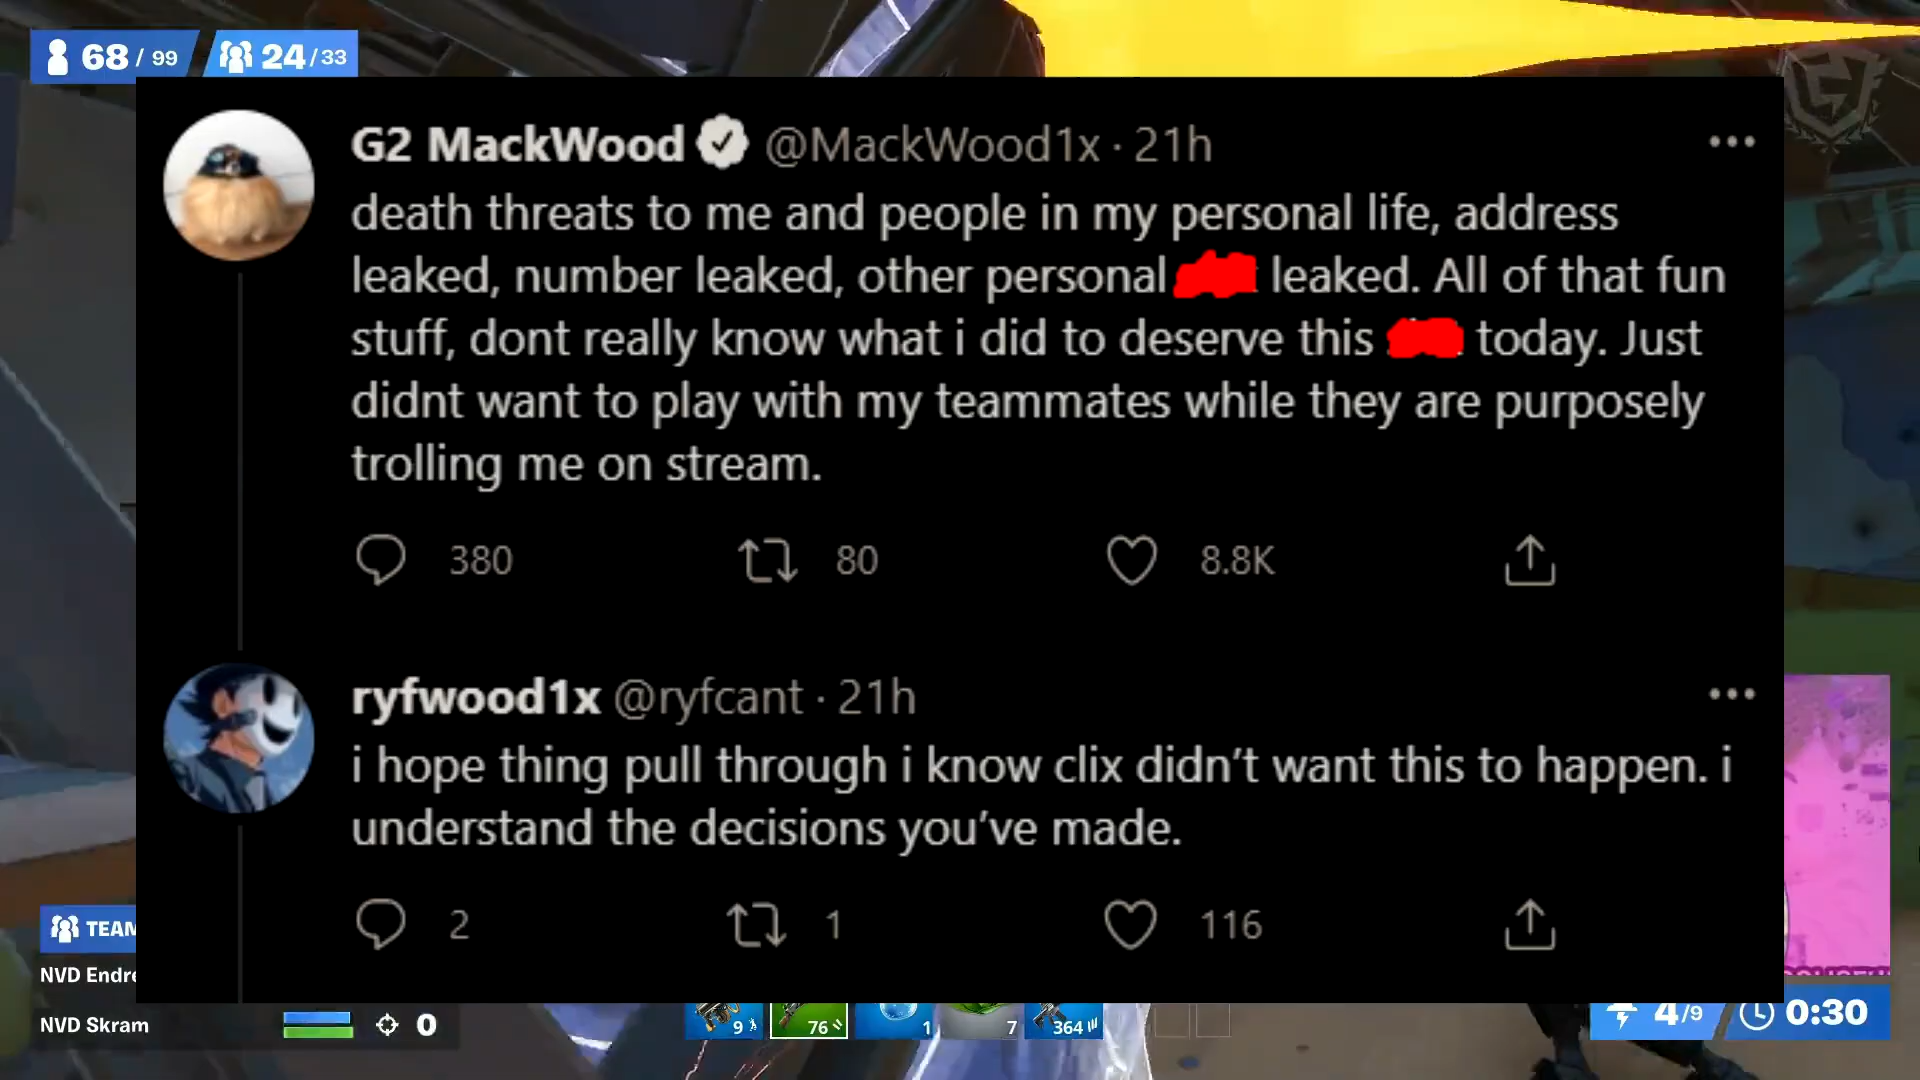 68 / 99 24/33
G2 MackWood @MackWood1x · 21h
death threats to me and people in my personal life, address
leaked, number leaked, other personal leaked. All of that fun
stuff, dont really know what i did to deserve this today. Just
didnt want to play with my teammates while they are purposely
trolling me on stream.
380 80 8.8K
ryfwood1x @ryfcant · 21h
i hope thing pull through i know clix didn't want this to happen. i
understand the decisions you've made.
2 1 116
TEAM
NVD Endre
NVD Skram 0
9 76 1 7 364
4/9 0:30